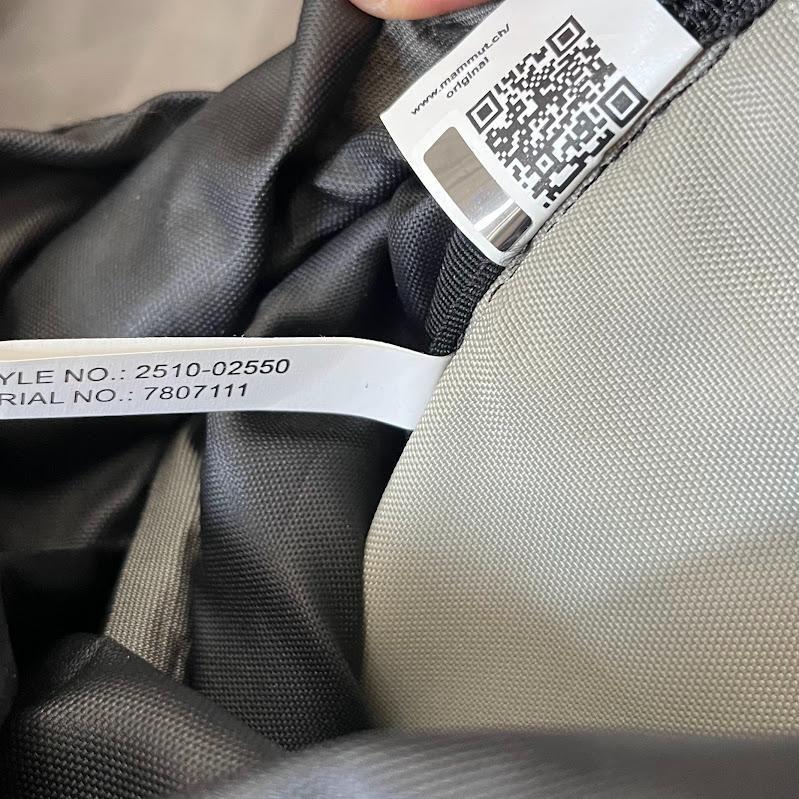 www.mammut.ch/
original
YLE NO.: 2510-02550
RIAL NO.: 7807111